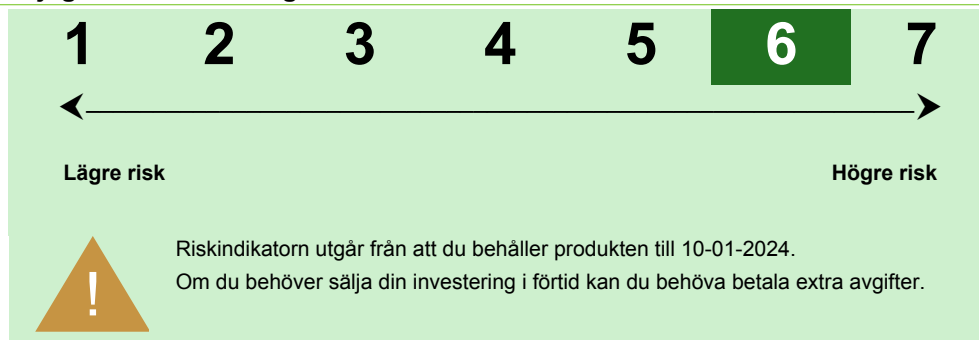 1 2 3 4 5 6 7
Lägre risk Högre risk
!
Riskindikatorn utgår från att du behåller produkten till 10-01-2024.
Om du behöver sälja din investering i förtid kan du behöva betala extra avgifter.